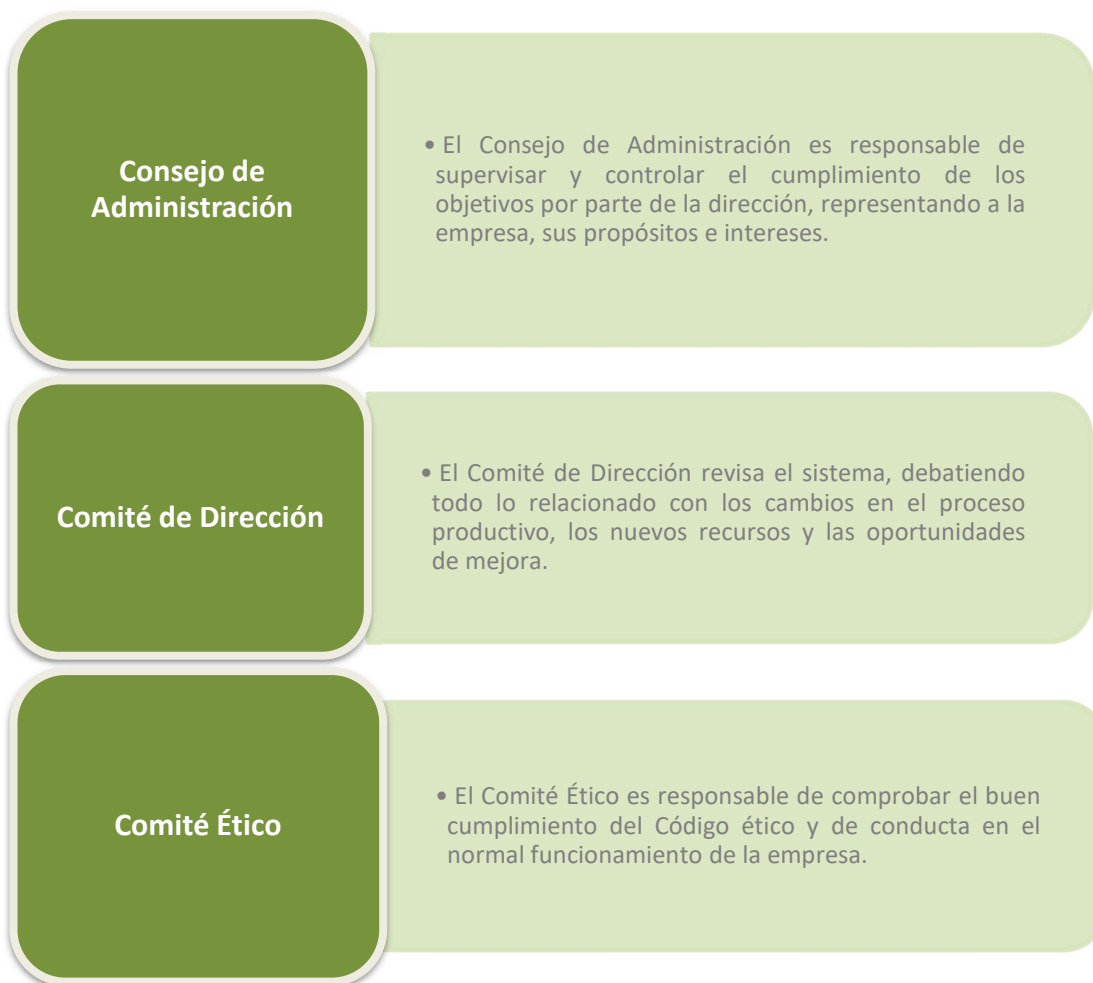 Consejo de
Administración
• El Consejo de Administración es responsable de
supervisar y controlar el cumplimiento de los
objetivos por parte de la dirección, representando a la
empresa, sus propósitos e intereses.
Comité de Dirección
• El Comité de Dirección revisa el sistema, debatiendo
todo lo relacionado con los cambios en el proceso
productivo, los nuevos recursos y las oportunidades
de mejora.
Comité Ético
• El Comité Ético es responsable de comprobar el buen
cumplimiento del Código ético y de conducta en el
normal funcionamiento de la empresa.